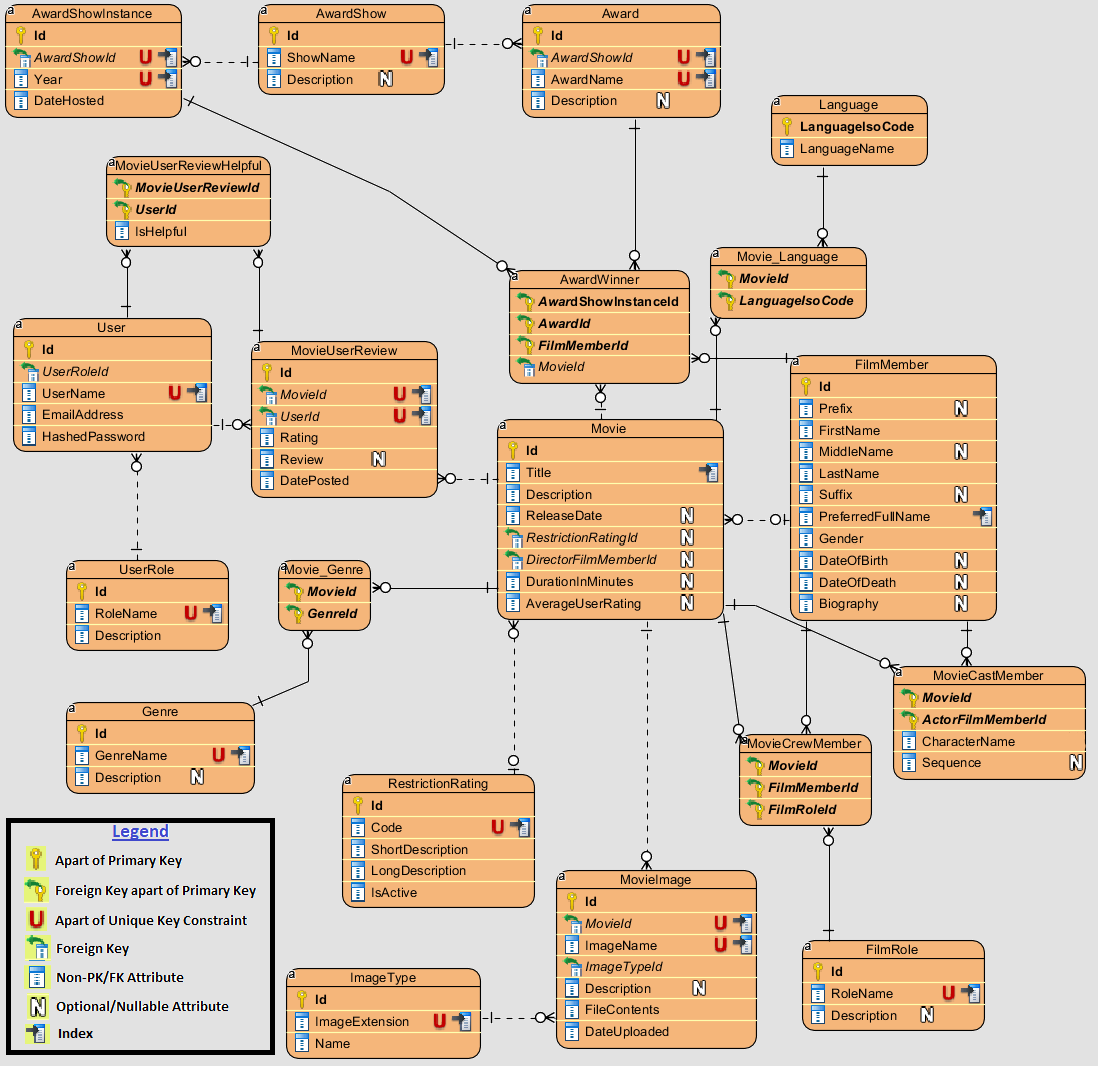 AwardShowInstance
Id
AwardShowId U
Year U
DateHosted
AwardShow
Id
ShowName U
Description N
Award
Id
AwardShowId U
AwardName U
Description N
Language
LanguageIsoCode
LanguageName
MovieUserReviewHelpful
MovieUserReviewId
UserId
IsHelpful
Movie_Language
MovieId
LanguageIsoCode
AwardWinner
AwardShowInstanceId
AwardId
FilmMemberId
MovieId
User
Id
UserRoleId
UserName U
EmailAddress
HashedPassword
MovieUserReview
Id
MovieId U
UserId U
Rating
Review N
DatePosted
FilmMember
Id
Prefix N
FirstName
MiddleName N
LastName
Suffix N
PreferredFullName
Gender
DateOfBirth N
DateOfDeath N
Biography N
Movie
Id
Title
Description
ReleaseDate N
RestrictionRatingId N
DirectorFilmMemberId N
DurationInMinutes N
AverageUserRating N
UserRole
Id
RoleName U
Description
Movie_Genre
MovieId
GenreId
MovieCastMember
MovieId
ActorFilmMemberId
CharacterName
Sequence N
Genre
Id
GenreName U
Description N
MovieCrewMember
MovieId
FilmMemberId
FilmRoleId
RestrictionRating
Id
Code U
ShortDescription
LongDescription
IsActive
Legend
Apart of Primary Key
Foreign Key apart of Primary Key
U Apart of Unique Key Constraint
Foreign Key
Non-PK/FK Attribute
N Optional/Nullable Attribute
Index
MovieImage
Id
MovieId U
ImageName U
ImageTypeId
Description N
FileContents
DateUploaded
FilmRole
Id
RoleName U
Description N
ImageType
Id
ImageExtension U
Name